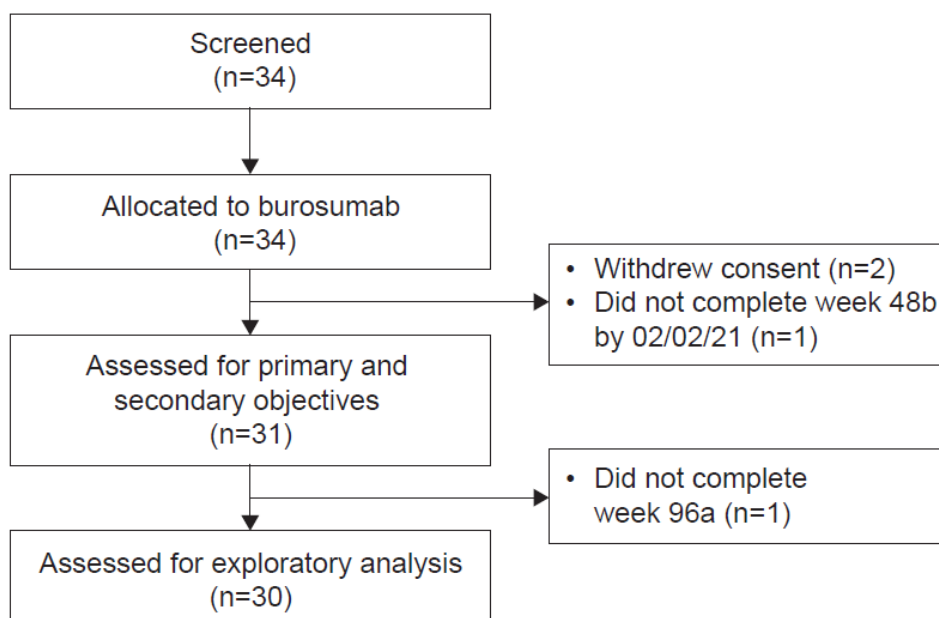 Screened
(n=34)
Allocated to burosumab
(n=34)
• Withdrew consent (n=2)
• Did not complete week 48b
by 02/02/21 (n=1)
Assessed for primary and
secondary objectives
(n=31)
• Did not complete
week 96a (n=1)
Assessed for exploratory analysis
(n=30)